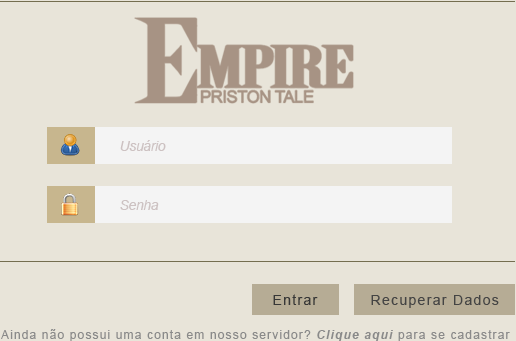 EMPIRE
PRISTON TALE
Usuário
Senha
Entrar Recuperar Dados
Ainda não possui uma conta em nosso servidor? Clique aqui para se cadastrar